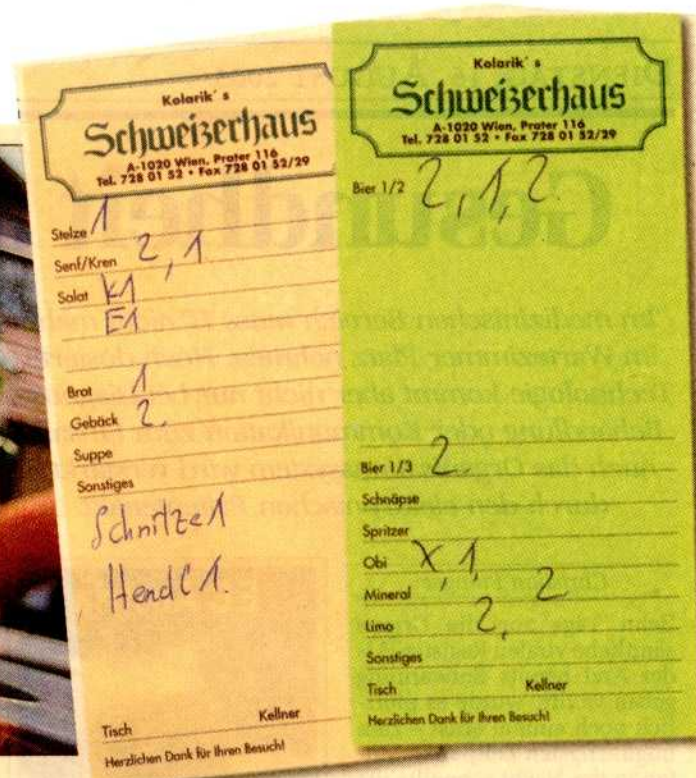 Kolarik´s
Schweizerhaus
A-1020 Wien, Prater 116
Tel. 728 01 52 • Fax 728 01 52/29
Stelze 1
Senf/Kren 2, 1
Salat K1
E1
Brot 1
Gebäck 2.
Suppe
Sonstiges
Schnitzel
Hendl 1.
Tisch Kellner
Herzlichen Dank für Ihren Besuch!
Kolarik´s
Schweizerhaus
A-1020 Wien, Prater 116
Tel. 728 01 52 • Fax 728 01 52/29
Bier 1/2 2, 1, 2.
Bier 1/3 2.
Schnäpse
Spritzer
Obi X, 1,
Mineral 2
Limo 2,
Sonstiges
Tisch Kellner
Herzlichen Dank für Ihren Besuch!